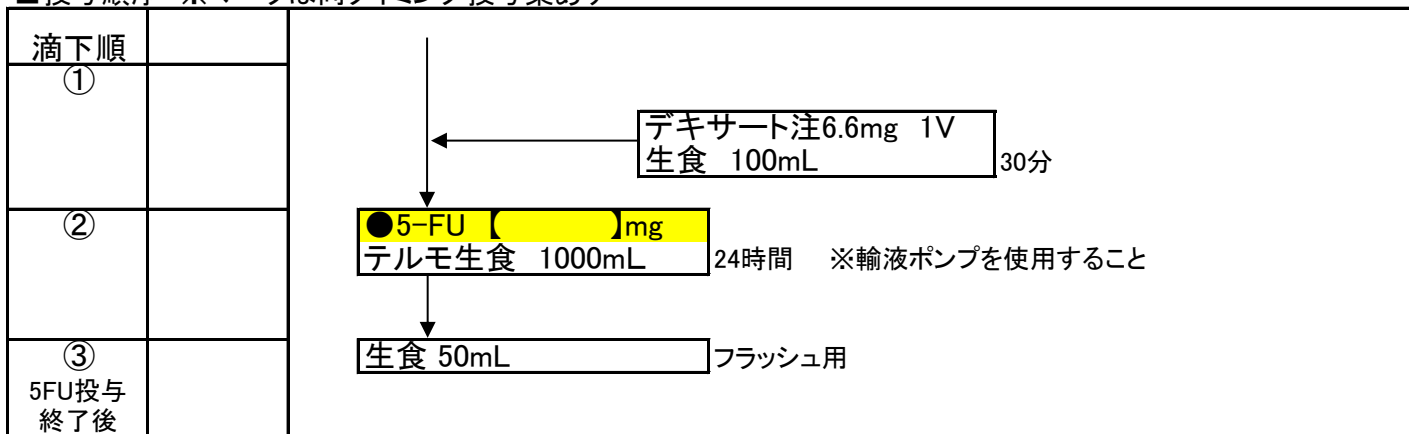 滴下順
①
デキサート注6.6mg 1V
生食 100mL
30分
②
●5-FU 【 】mg
テルモ生食 1000mL
24時間 ※輸液ポンプを使用すること
③
生食 50mL
フラッシュ用
5FU投与
終了後